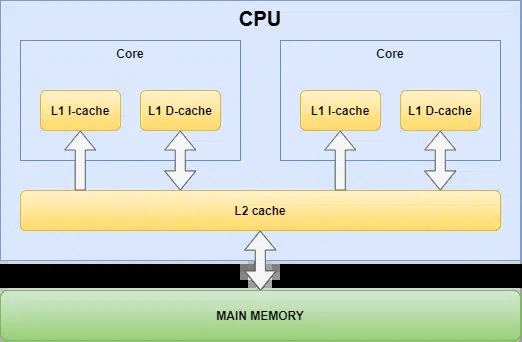 CPU
Core
Core
L1 I-cache
L1 D-cache
L1 I-cache
L1 D-cache
L2 cache
MAIN MEMORY